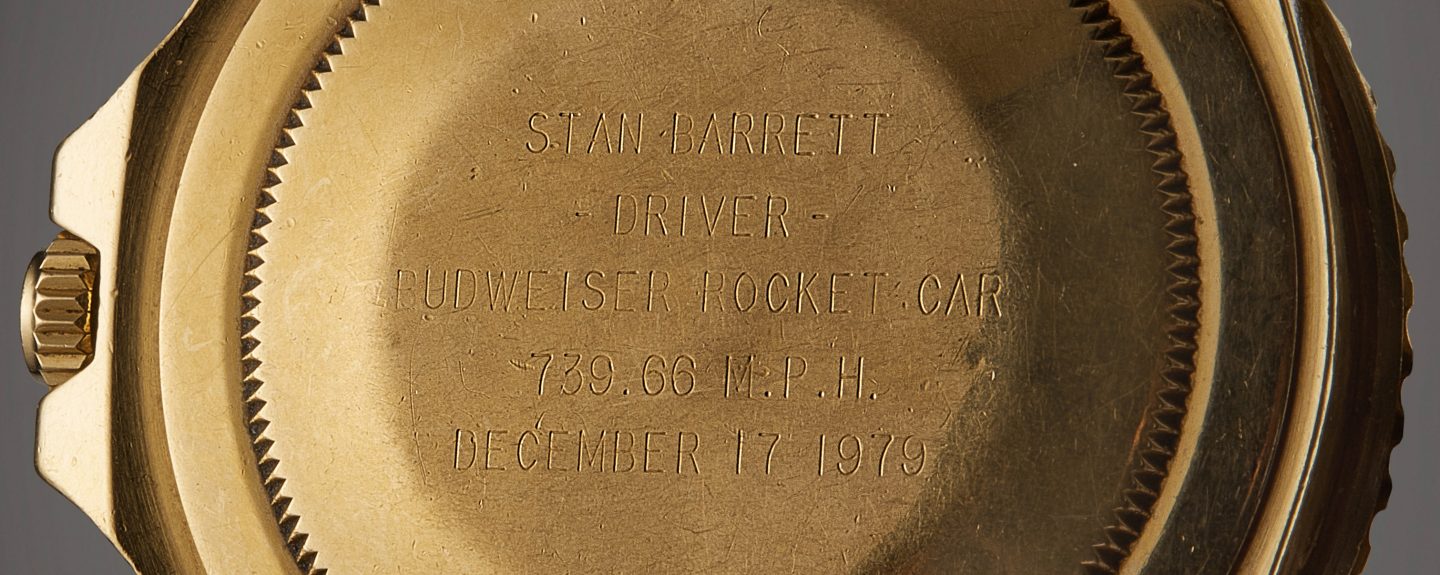 STAN BARRETT
- DRIVER -
BUDWEISER ROCKET CAR
739.66 M.P.H.
DECEMBER 17 1979